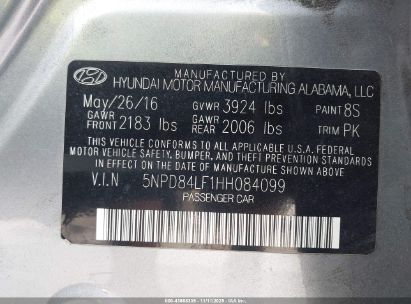 MANUFACTURED BY
HYUNDAI MOTOR MANUFACTURING ALABAMA, LLC
May/26/16 GVWR 3924 lbs PAINT 8S
GAWR FRONT 2183 lbs GAWR REAR 2006 lbs TRIM PK
THIS VEHICLE CONFORMS TO ALL APPLICABLE U.S.A. FEDERAL
MOTOR VEHICLE SAFETY, BUMPER, AND THEFT PREVENTION
STANDARDS IN EFFECT ON THE DATE OF MANUFACTURE SHOWN ABOVE.
V.I.N 5NPD84LF1HH084099
PASSENGER CAR